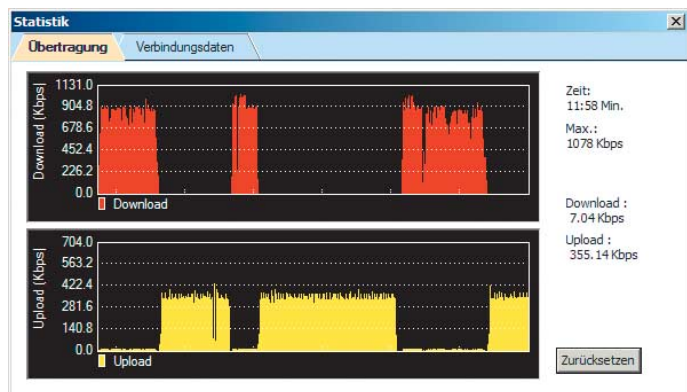 Statistik
Übertragung Verbindungsdaten
Download (Kbps)
1131.0
904.8
678.6
452.4
226.2
0.0
Download
Upload (Kbps)
704.0
563.2
422.4
281.6
140.8
0.0
Upload
Zeit:
11:58 Min.
Max.:
1078 Kbps
Download :
7.04 Kbps
Upload :
355.14 Kbps
Zurücksetzen